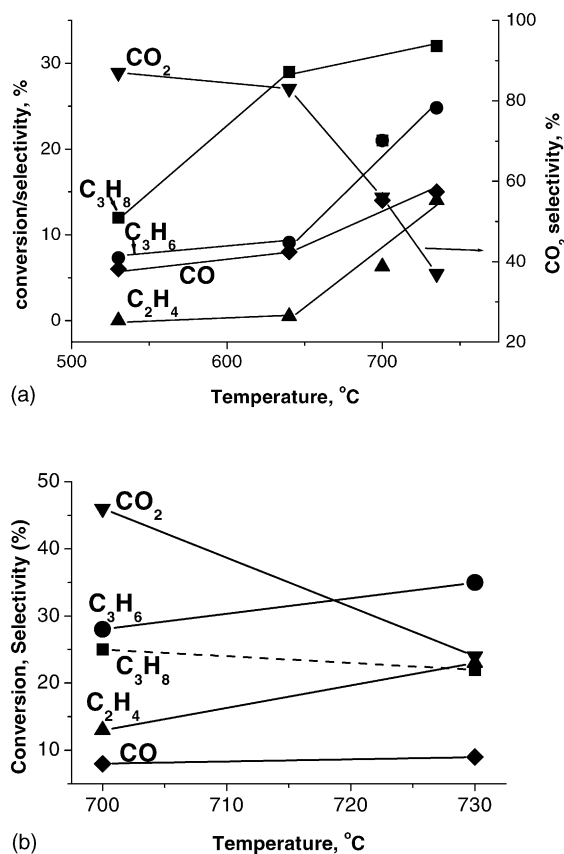 100
30
CO₂
80
C₃H₈
20
conversion/selectivity, %
CO₂ selectivity, %
60
C₃H₆
10
CO
40
C₂H₄
0
20
500
600
700
Temperature, °C
(a)
50
CO₂
40
C₃H₆
30
C₃H₈
Conversion, Selectivity (%)
20
C₂H₄
CO
10
700
710
720
730
Temperature, °C
(b)